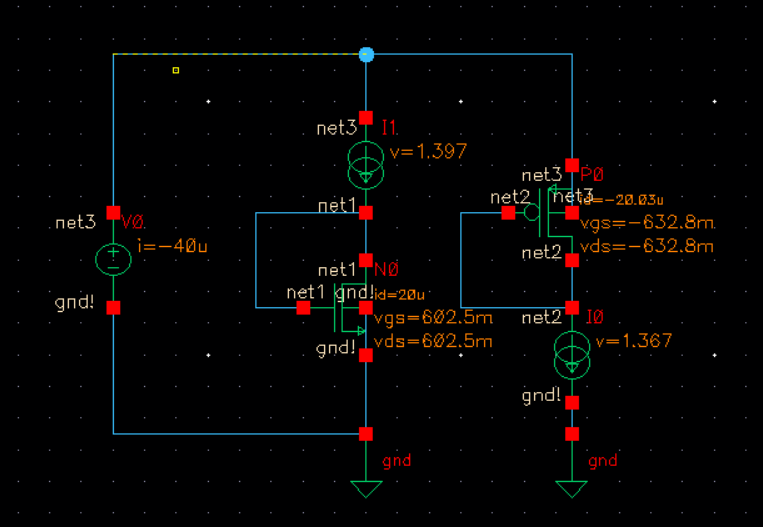 net3
I1
v=1.397
net1
net3
V0
i=-40u
gnd!
net1
N0
net1
gnd!
id=20u
vgs=602.5m
vds=602.5m
gnd!
gnd
net3
P0
net2
net3
id=-20.03u
vgs=-632.8m
vds=-632.8m
net2
net2
I0
v=1.367
gnd!
gnd